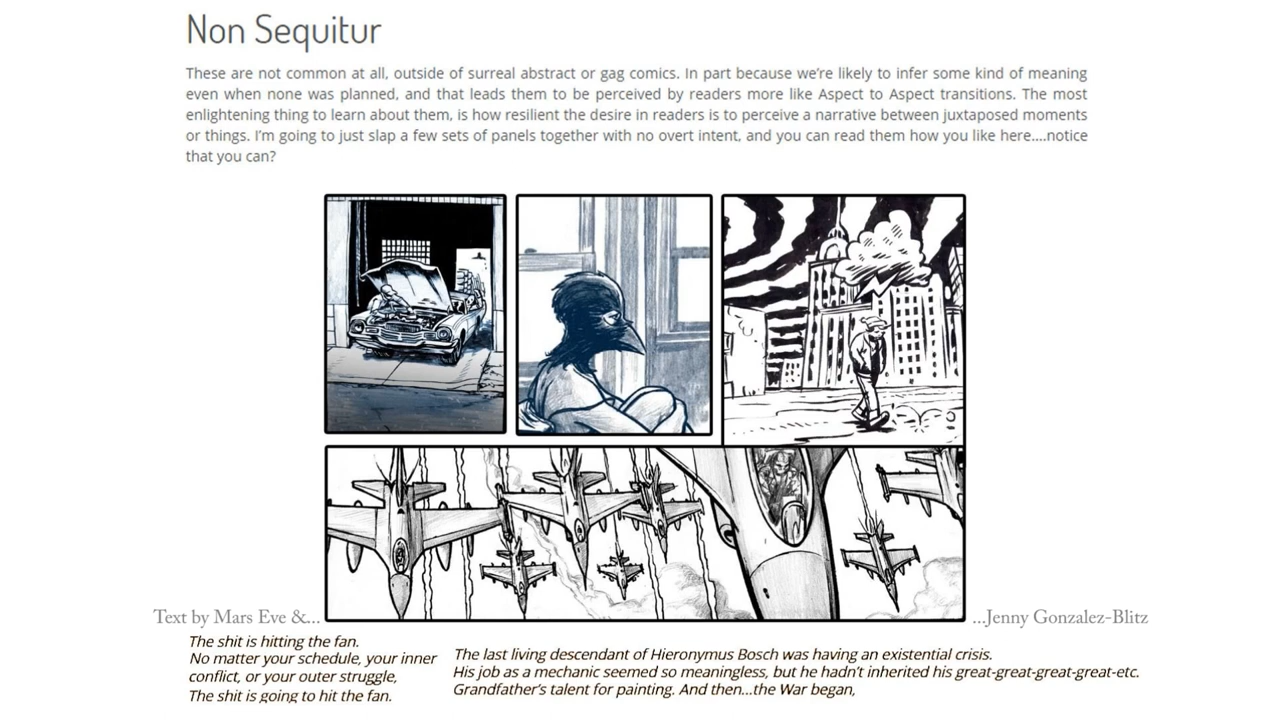 Non Sequitur
These are not common at all, outside of surreal abstract or gag comics. In part because we're likely to infer some kind of meaning
even when none was planned, and that leads them to be perceived by readers more like Aspect to Aspect transitions. The most
enlightening thing to learn about them, is how resilient the desire in readers is to perceive a narrative between juxtaposed moments
or things. I'm going to just slap a few sets of panels together with no overt intent, and you can read them how you like here....notice
that you can?
Text by Mars Eve &...
The shit is hitting the fan.
No matter your schedule, your inner
conflict, or your outer struggle,
The shit is going to hit the fan.
...Jenny Gonzalez-Blitz
The last living descendant of Hieronymus Bosch was having an existential crisis.
His job as a mechanic seemed so meaningless, but he hadn't inherited his great-great-great-great-etc.
Grandfather's talent for painting. And then...the War began,